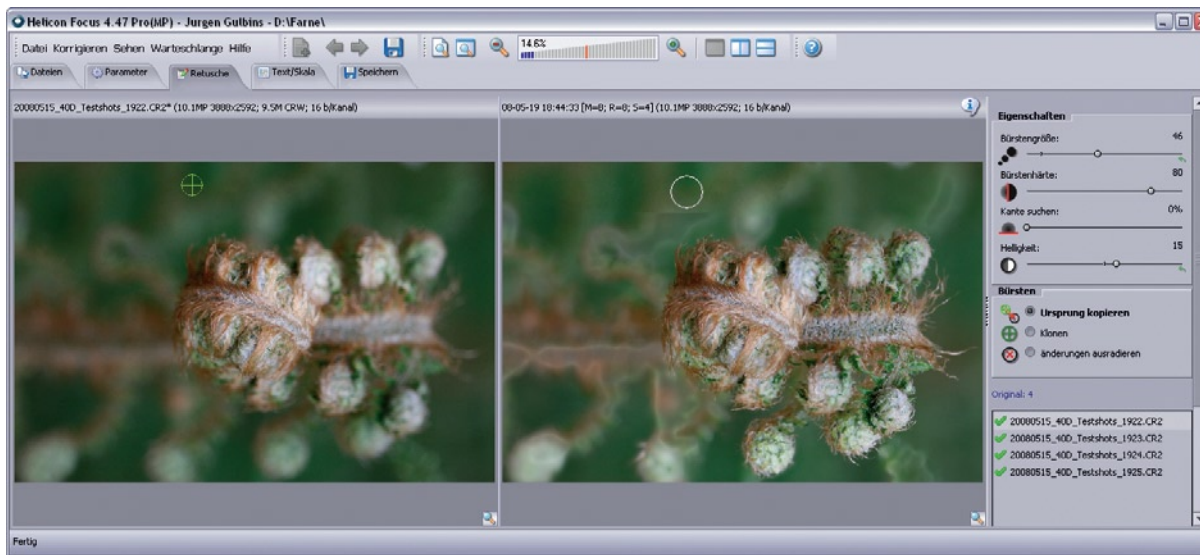 Helicon Focus 4.47 Pro(MP) - Jurgen Gulbins - D:\Farne\
Datei Korrigieren Sehen Warteschlange Hilfe
14.6%
Dateien Parameter Retusche Text/Skala Speichern
20080515_40D_Testshots_1922.CR2* (10.1MP 3888x2592; 9.5M CRW; 16 b/Kanal)
08-05-19 18:44:33 [M=8; R=8; S=4] (10.1MP 3888x2592; 16 b/Kanal)
Eigenschaften
Bürstengröße: 46
Bürstenhärte: 80
Kante suchen: 0%
Helligkeit: 15
Bürsten
Ursprung kopieren
Klonen
änderungen ausradieren
Original: 4
20080515_40D_Testshots_1922.CR2
20080515_40D_Testshots_1923.CR2
20080515_40D_Testshots_1924.CR2
20080515_40D_Testshots_1925.CR2
Fertig